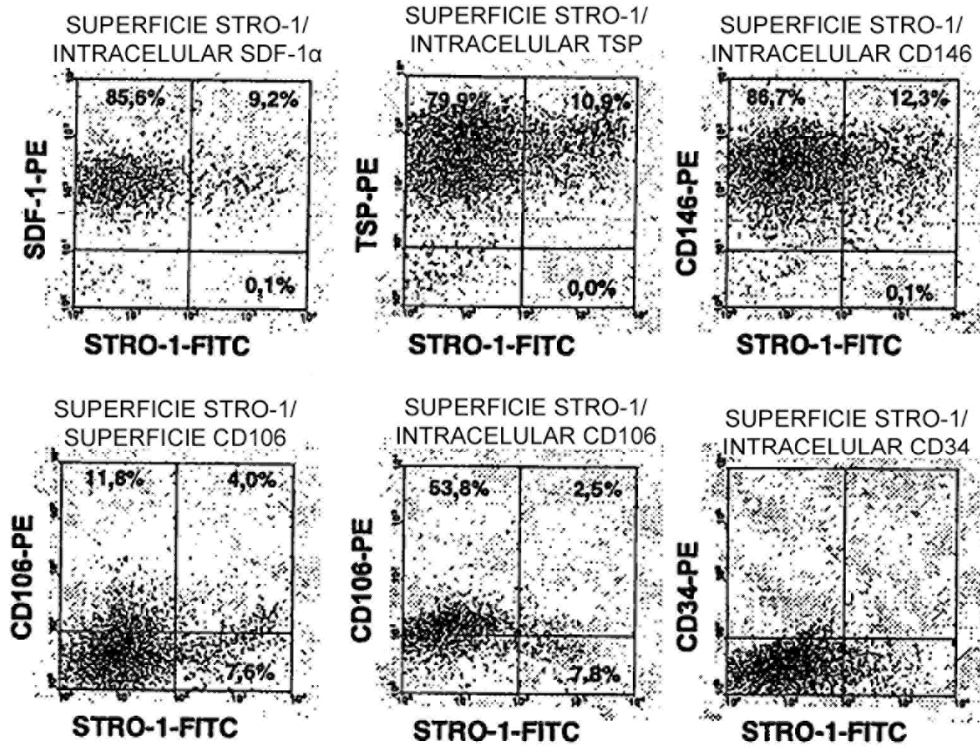 SUPERFICIE STRO-1/
INTRACELULAR SDF-1α
85,6%
9,2%
0,1%
SDF-1-PE
STRO-1-FITC
SUPERFICIE STRO-1/
INTRACELULAR TSP
79,9%
10,9%
0,0%
TSP-PE
STRO-1-FITC
SUPERFICIE STRO-1/
INTRACELULAR CD146
86,7%
12,3%
0,1%
CD146-PE
STRO-1-FITC
SUPERFICIE STRO-1/
SUPERFICIE CD106
11,8%
4,0%
7,6%
CD106-PE
STRO-1-FITC
SUPERFICIE STRO-1/
INTRACELULAR CD106
53,8%
2,5%
7,8%
CD106-PE
STRO-1-FITC
SUPERFICIE STRO-1/
INTRACELULAR CD34
CD34-PE
STRO-1-FITC